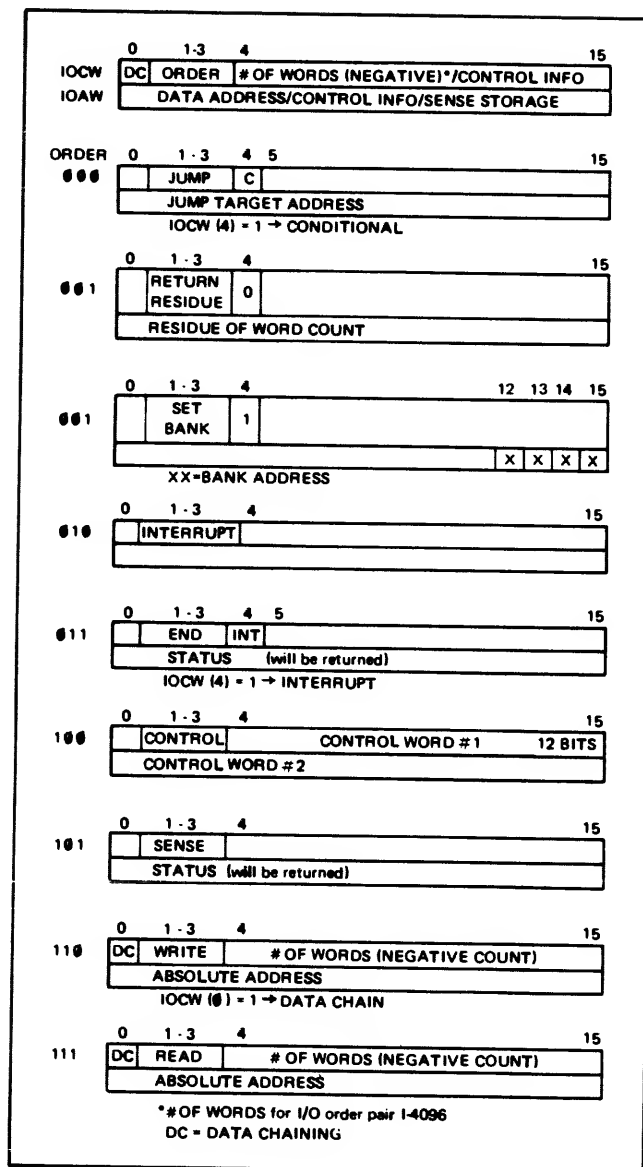 0 1-3 4 15
IOCW DC ORDER # OF WORDS (NEGATIVE)*/CONTROL INFO
IOAW DATA ADDRESS/CONTROL INFO/SENSE STORAGE
ORDER 0 1 - 3 4 5 15
000 JUMP C
JUMP TARGET ADDRESS
IOCW (4) = 1 → CONDITIONAL
0 1 - 3 4 15
001 RETURN RESIDUE 0
RESIDUE OF WORD COUNT
0 1 - 3 4 12 13 14 15
001 SET BANK 1
X X X X
XX=BANK ADDRESS
0 1 - 3 4 15
010 INTERRUPT
0 1 - 3 4 5 15
011 END INT
STATUS (will be returned)
IOCW (4) = 1 → INTERRUPT
0 1 - 3 4 15
100 CONTROL CONTROL WORD #1 12 BITS
CONTROL WORD #2
0 1 - 3 4 15
101 SENSE
STATUS (will be returned)
0 1 - 3 4 15
110 DC WRITE # OF WORDS (NEGATIVE COUNT)
ABSOLUTE ADDRESS
IOCW (0) = 1 → DATA CHAIN
0 1 - 3 4 15
111 DC READ # OF WORDS (NEGATIVE COUNT)
ABSOLUTE ADDRESS
*# OF WORDS for I/O order pair I-4096
DC = DATA CHAINING